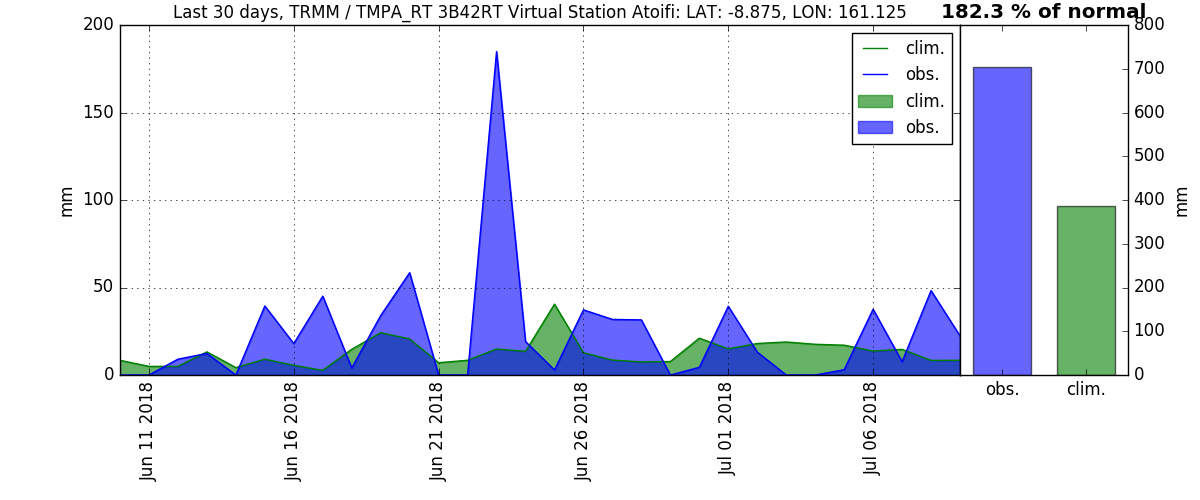 Last 30 days, TRMM / TMPA_RT 3B42RT Virtual Station Atoifi: LAT: -8.875, LON: 161.125
182.3 % of normal
200
150
100
50
0
mm
clim.
obs.
clim.
obs.
800
700
600
500
400
300
200
100
0
mm
Jun 11 2018
Jun 16 2018
Jun 21 2018
Jun 26 2018
Jul 01 2018
Jul 06 2018
obs.
clim.